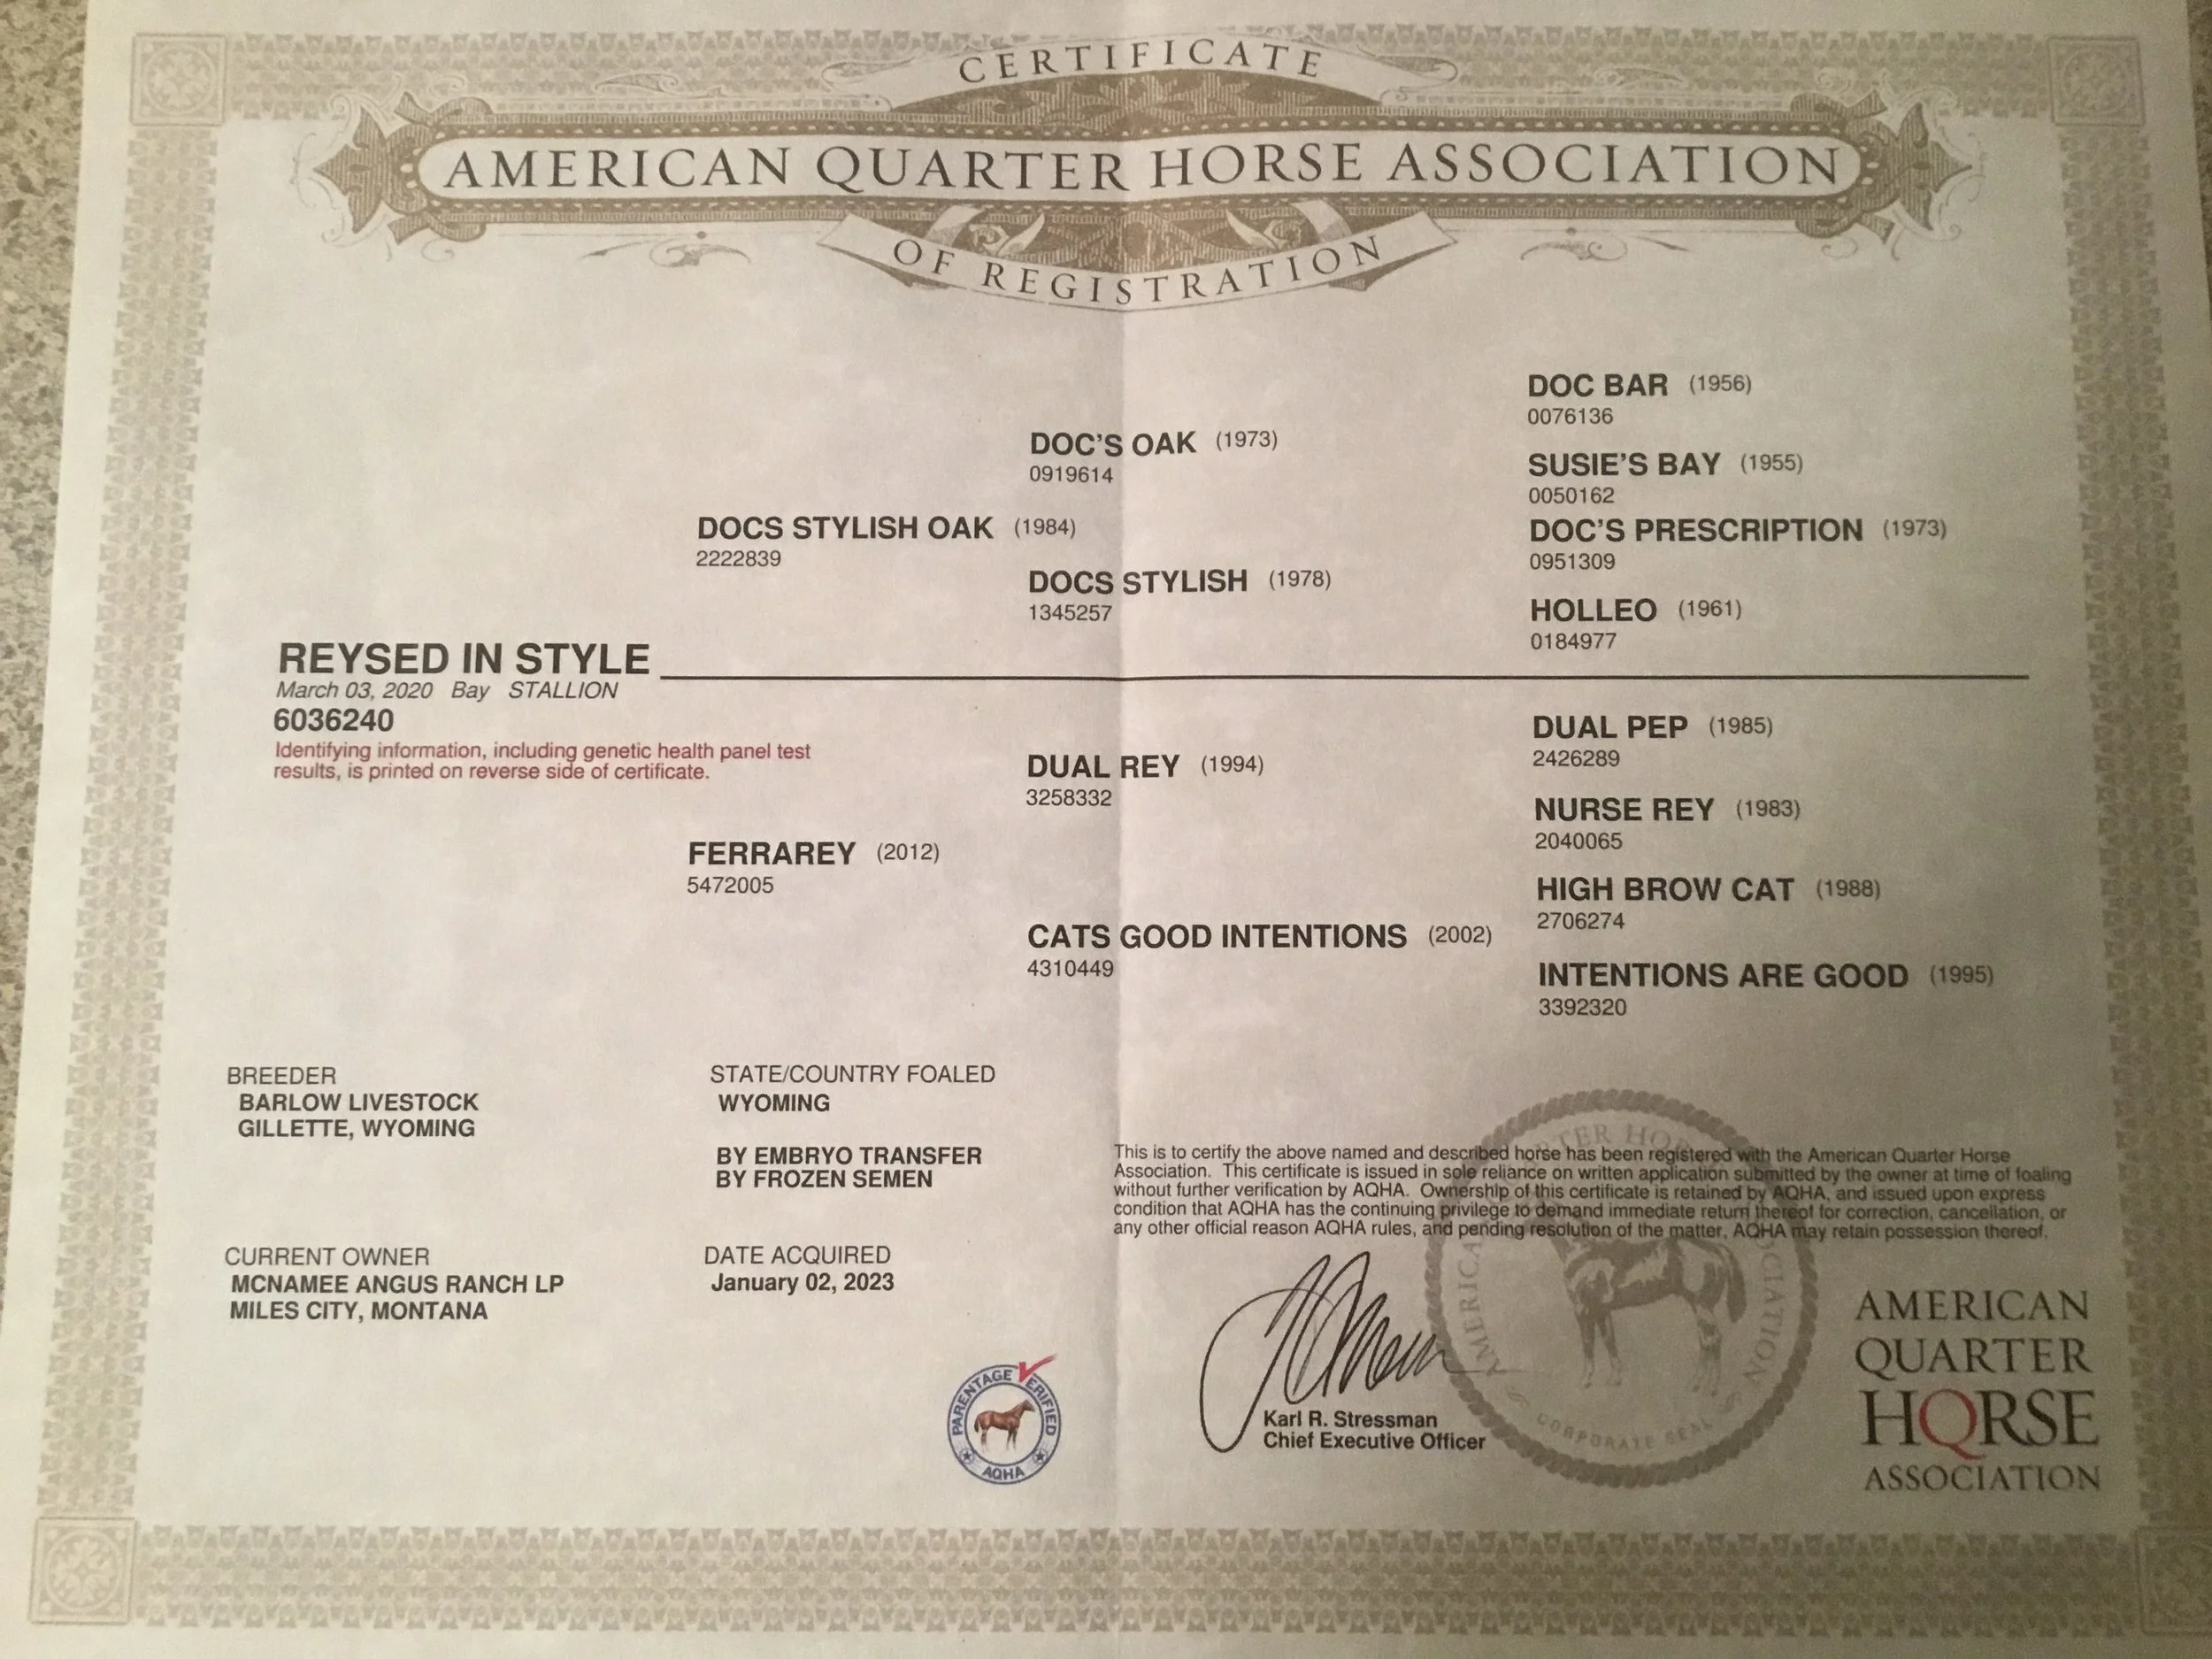 CERTIFICATE
AMERICAN QUARTER HORSE ASSOCIATION
OF REGISTRATION
DOC BAR (1956)
0076136
DOC'S OAK (1973)
0919614
SUSIE'S BAY (1955)
0050162
DOCS STYLISH OAK (1984)
2222839
DOC'S PRESCRIPTION (1973)
0951309
DOCS STYLISH (1978)
1345257
HOLLEO (1961)
0184977
REYSED IN STYLE
March 03, 2020 Bay STALLION
6036240
Identifying information, including genetic health panel test
results, is printed on reverse side of certificate.
DUAL PEP (1985)
2426289
DUAL REY (1994)
3258332
NURSE REY (1983)
2040065
FERRAREY (2012)
5472005
HIGH BROW CAT (1988)
2706274
CATS GOOD INTENTIONS (2002)
4310449
INTENTIONS ARE GOOD (1995)
3392320
BREEDER
BARLOW LIVESTOCK
GILLETTE, WYOMING
STATE/COUNTRY FOALED
WYOMING
BY EMBRYO TRANSFER
BY FROZEN SEMEN
This is to certify the above named and described horse has been registered with the American Quarter Horse
Association. This certificate is issued in sole reliance on written application submitted by the owner at time of foaling
without further verification by AQHA. Ownership of this certificate is retained by AQHA, and issued upon express
condition that AQHA has the continuing privilege to demand immediate return thereof for correction, cancellation, or
any other official reason AQHA rules, and pending resolution of the matter, AQHA may retain possession thereof.
CURRENT OWNER
MCNAMEE ANGUS RANCH LP
MILES CITY, MONTANA
DATE ACQUIRED
January 02, 2023
PARENTAGE VERIFIED
AQHA
Karl R. Stressman
Chief Executive Officer
CORPORATE SEAL
AMERICAN
QUARTER
HORSE
ASSOCIATION